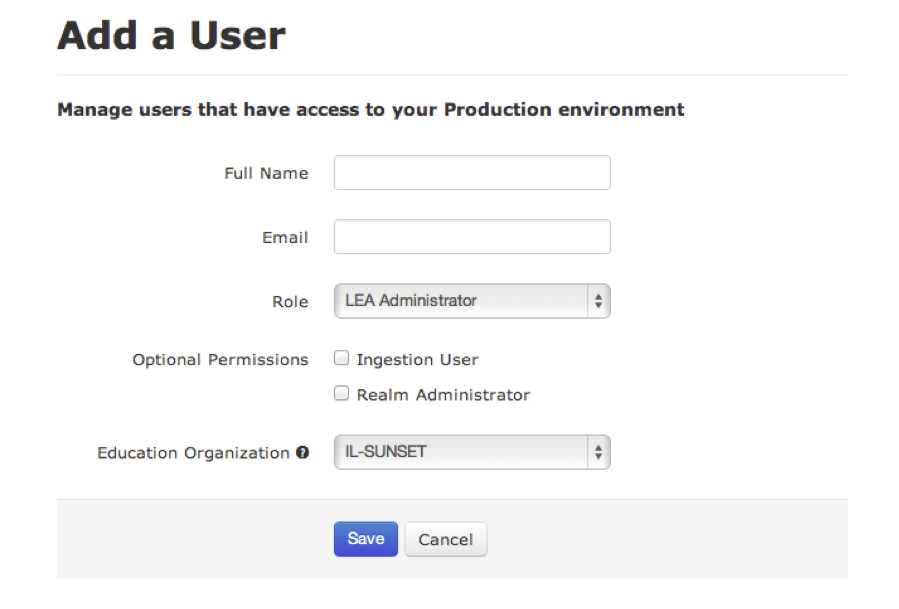 Add a User
Manage users that have access to your Production environment
Full Name
Email
Role LEA Administrator
Optional Permissions Ingestion User
Realm Administrator
Education Organization ? IL-SUNSET
Save Cancel